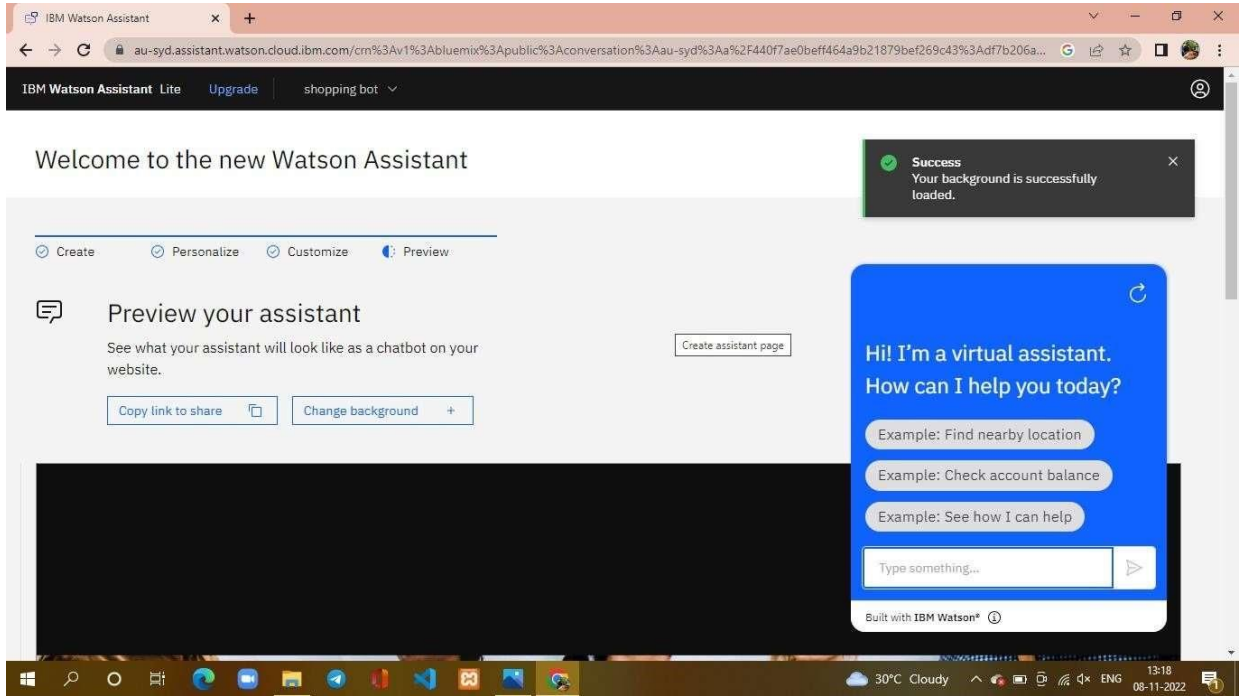 IBM Watson Assistant
au-syd.assistant.watson.cloud.ibm.com/crn%3Av1%3Abluemix%3Apublic%3Aconversation%3Aau-syd%3Aa%2F440f7ae0beff464a9b21879bef269c43%3Adf7b206a...
IBM Watson Assistant Lite Upgrade shopping bot
Welcome to the new Watson Assistant
Success
Your background is successfully
loaded.
Create Personalize Customize Preview
Preview your assistant
See what your assistant will look like as a chatbot on your
website.
Copy link to share Change background +
Create assistant page
Hi! I'm a virtual assistant.
How can I help you today?
Example: Find nearby location
Example: Check account balance
Example: See how I can help
Type something...
Built with IBM Watson®
30°C Cloudy ENG
13:18
08-11-2022